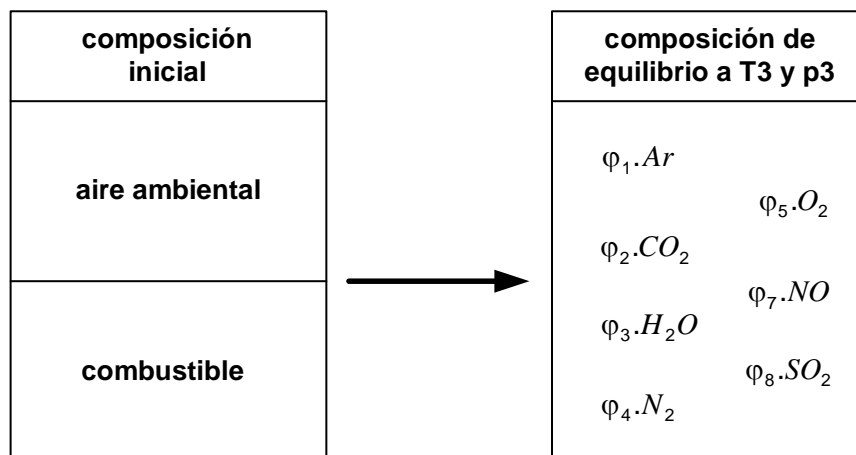 composición
inicial
aire ambiental
combustible
composición de
equilibrio a T3 y p3
φ₁.Ar
φ₅.O₂
φ₂.CO₂
φ₇.NO
φ₃.H₂O
φ₈.SO₂
φ₄.N₂